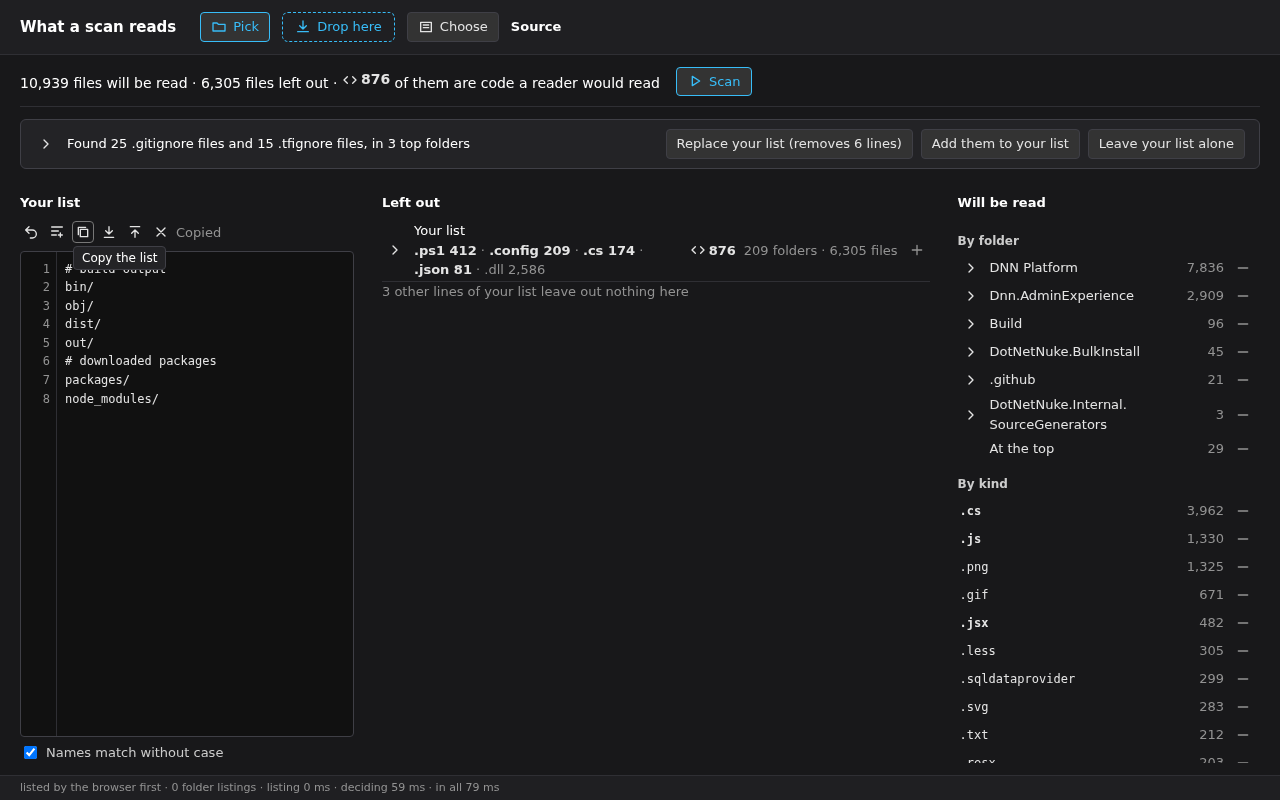 What a scan reads
Pick
Drop here
Choose
Source
10,939 files will be read · 6,305 files left out · 876 of them are code a reader would read
Scan
Found 25 .gitignore files and 15 .tfignore files, in 3 top folders
Replace your list (removes 6 lines)
Add them to your list
Leave your list alone
Your list
Copied
Copy the list
1 # build output
2 bin/
3 obj/
4 dist/
5 out/
6 # downloaded packages
7 packages/
8 node_modules/
Names match without case
Left out
Your list
.ps1 412 · .config 209 · .cs 174 ·
.json 81 · .dll 2,586
876 209 folders · 6,305 files
3 other lines of your list leave out nothing here
Will be read
By folder
DNN Platform 7,836
Dnn.AdminExperience 2,909
Build 96
DotNetNuke.BulkInstall 45
.github 21
DotNetNuke.Internal.
SourceGenerators 3
At the top 29
By kind
.cs 3,962
.js 1,330
.png 1,325
.gif 671
.jsx 482
.less 305
.sqldataprovider 299
.svg 283
.txt 212
.resx 203
listed by the browser first · 0 folder listings · listing 0 ms · deciding 59 ms · in all 79 ms